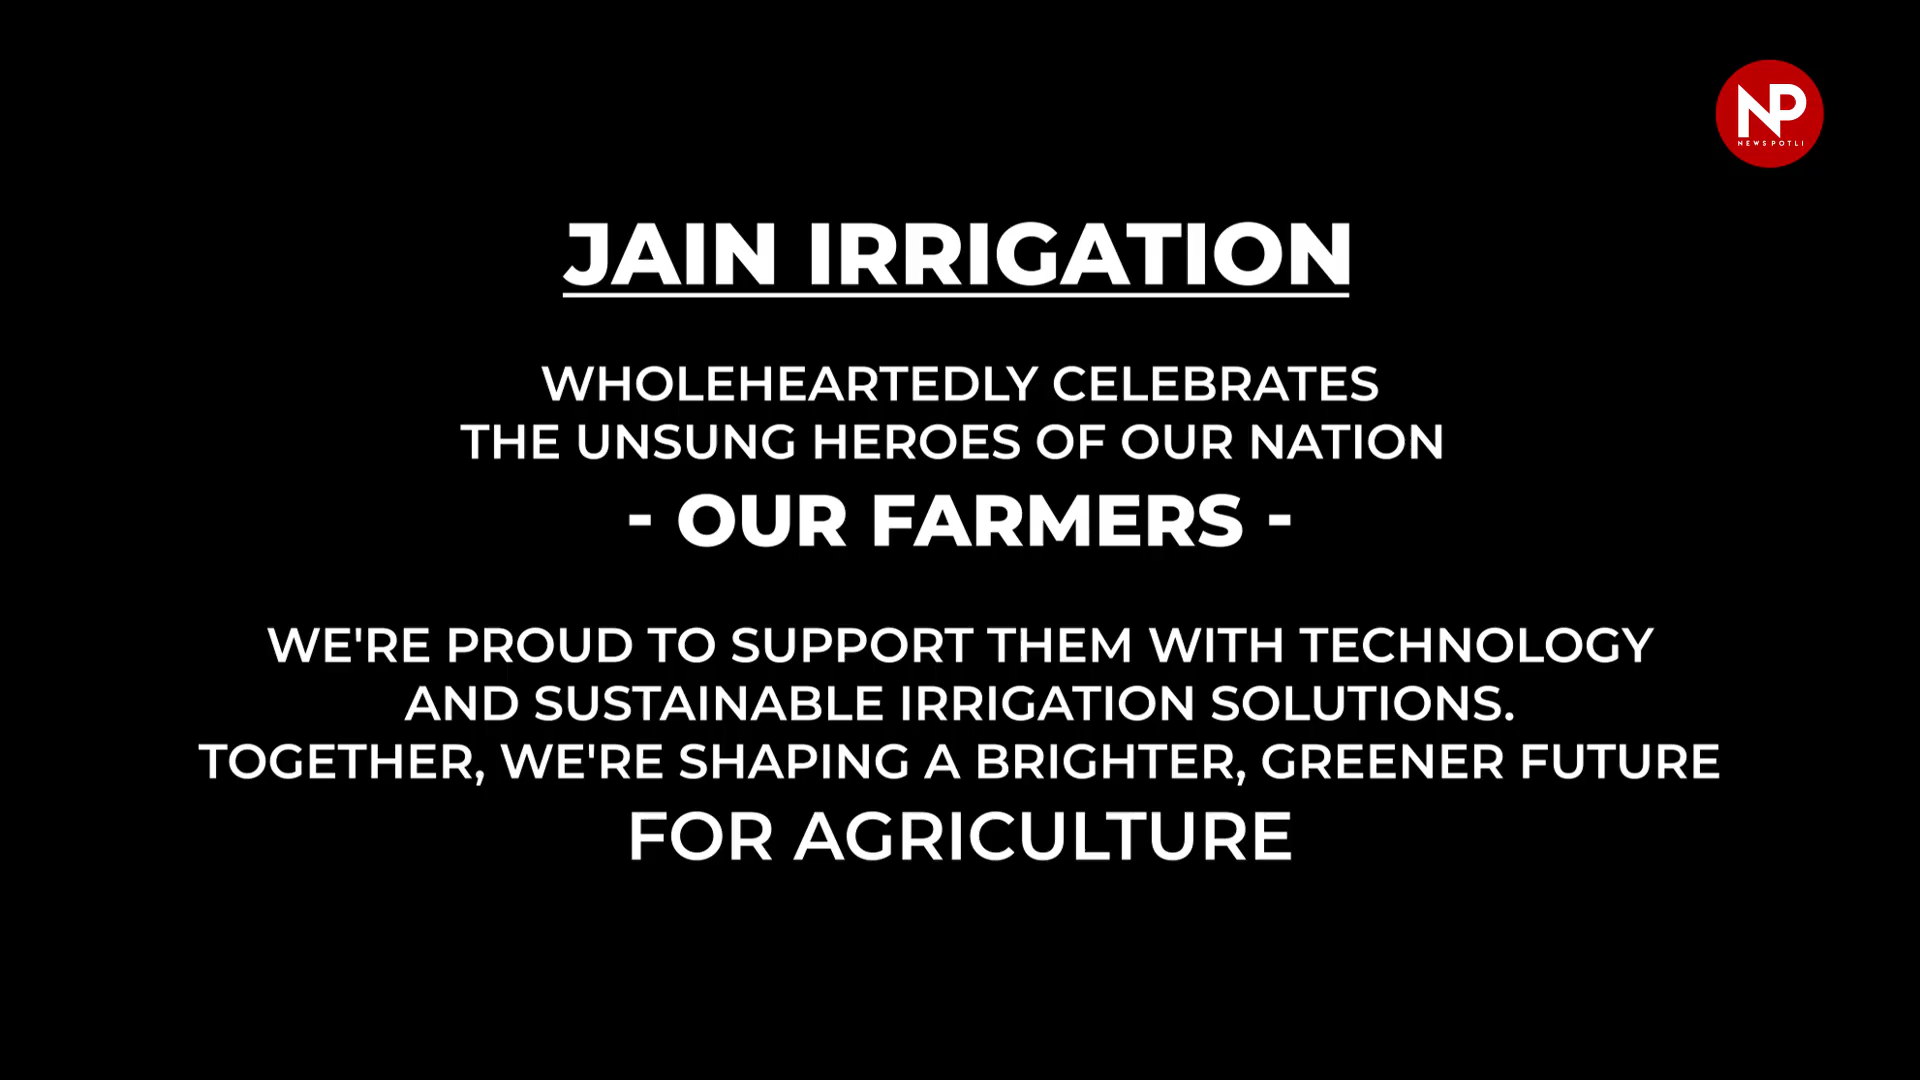 NP
NEWS POTLI
JAIN IRRIGATION
WHOLEHEARTEDLY CELEBRATES
THE UNSUNG HEROES OF OUR NATION
- OUR FARMERS -
WE'RE PROUD TO SUPPORT THEM WITH TECHNOLOGY
AND SUSTAINABLE IRRIGATION SOLUTIONS.
TOGETHER, WE'RE SHAPING A BRIGHTER, GREENER FUTURE
FOR AGRICULTURE